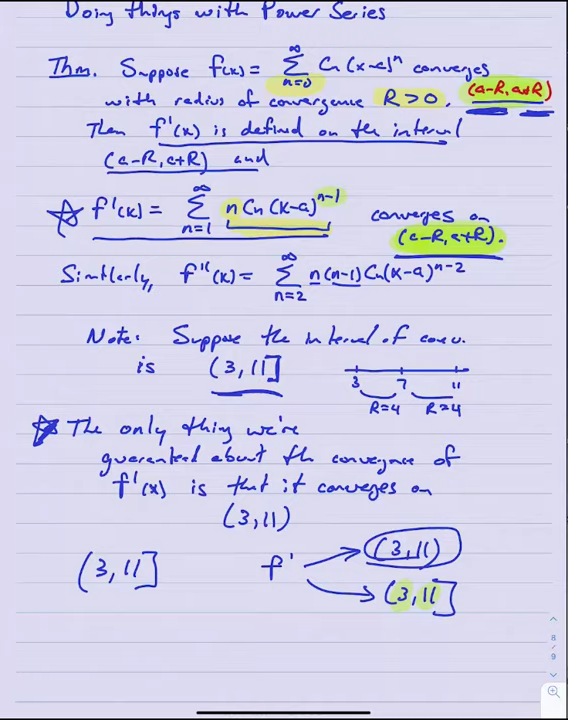 Doing things with Power Series
Thm. Suppose f(x) = ∞ Σ n=0 Cn (x-a)^n converges
with radius of convergence R > 0. (a-R, a+R)
Then f'(x) is defined on the interval
(a-R, a+R) and
f'(x) = ∞ Σ n=1 n Cn (x-a)^n-1 converges on
(a-R, a+R).
Similarly, f''(x) = ∞ Σ n=2 n(n-1) Cn (x-a)^n-2
Note: Suppose the interval of conv.
is (3, 11]
3 7 11
R=4 R=4
The only thing we're
guaranteed about the convergence of
f'(x) is that it converges on
(3, 11)
(3, 11] f' (3, 11)
(3, 11]
8
/
9